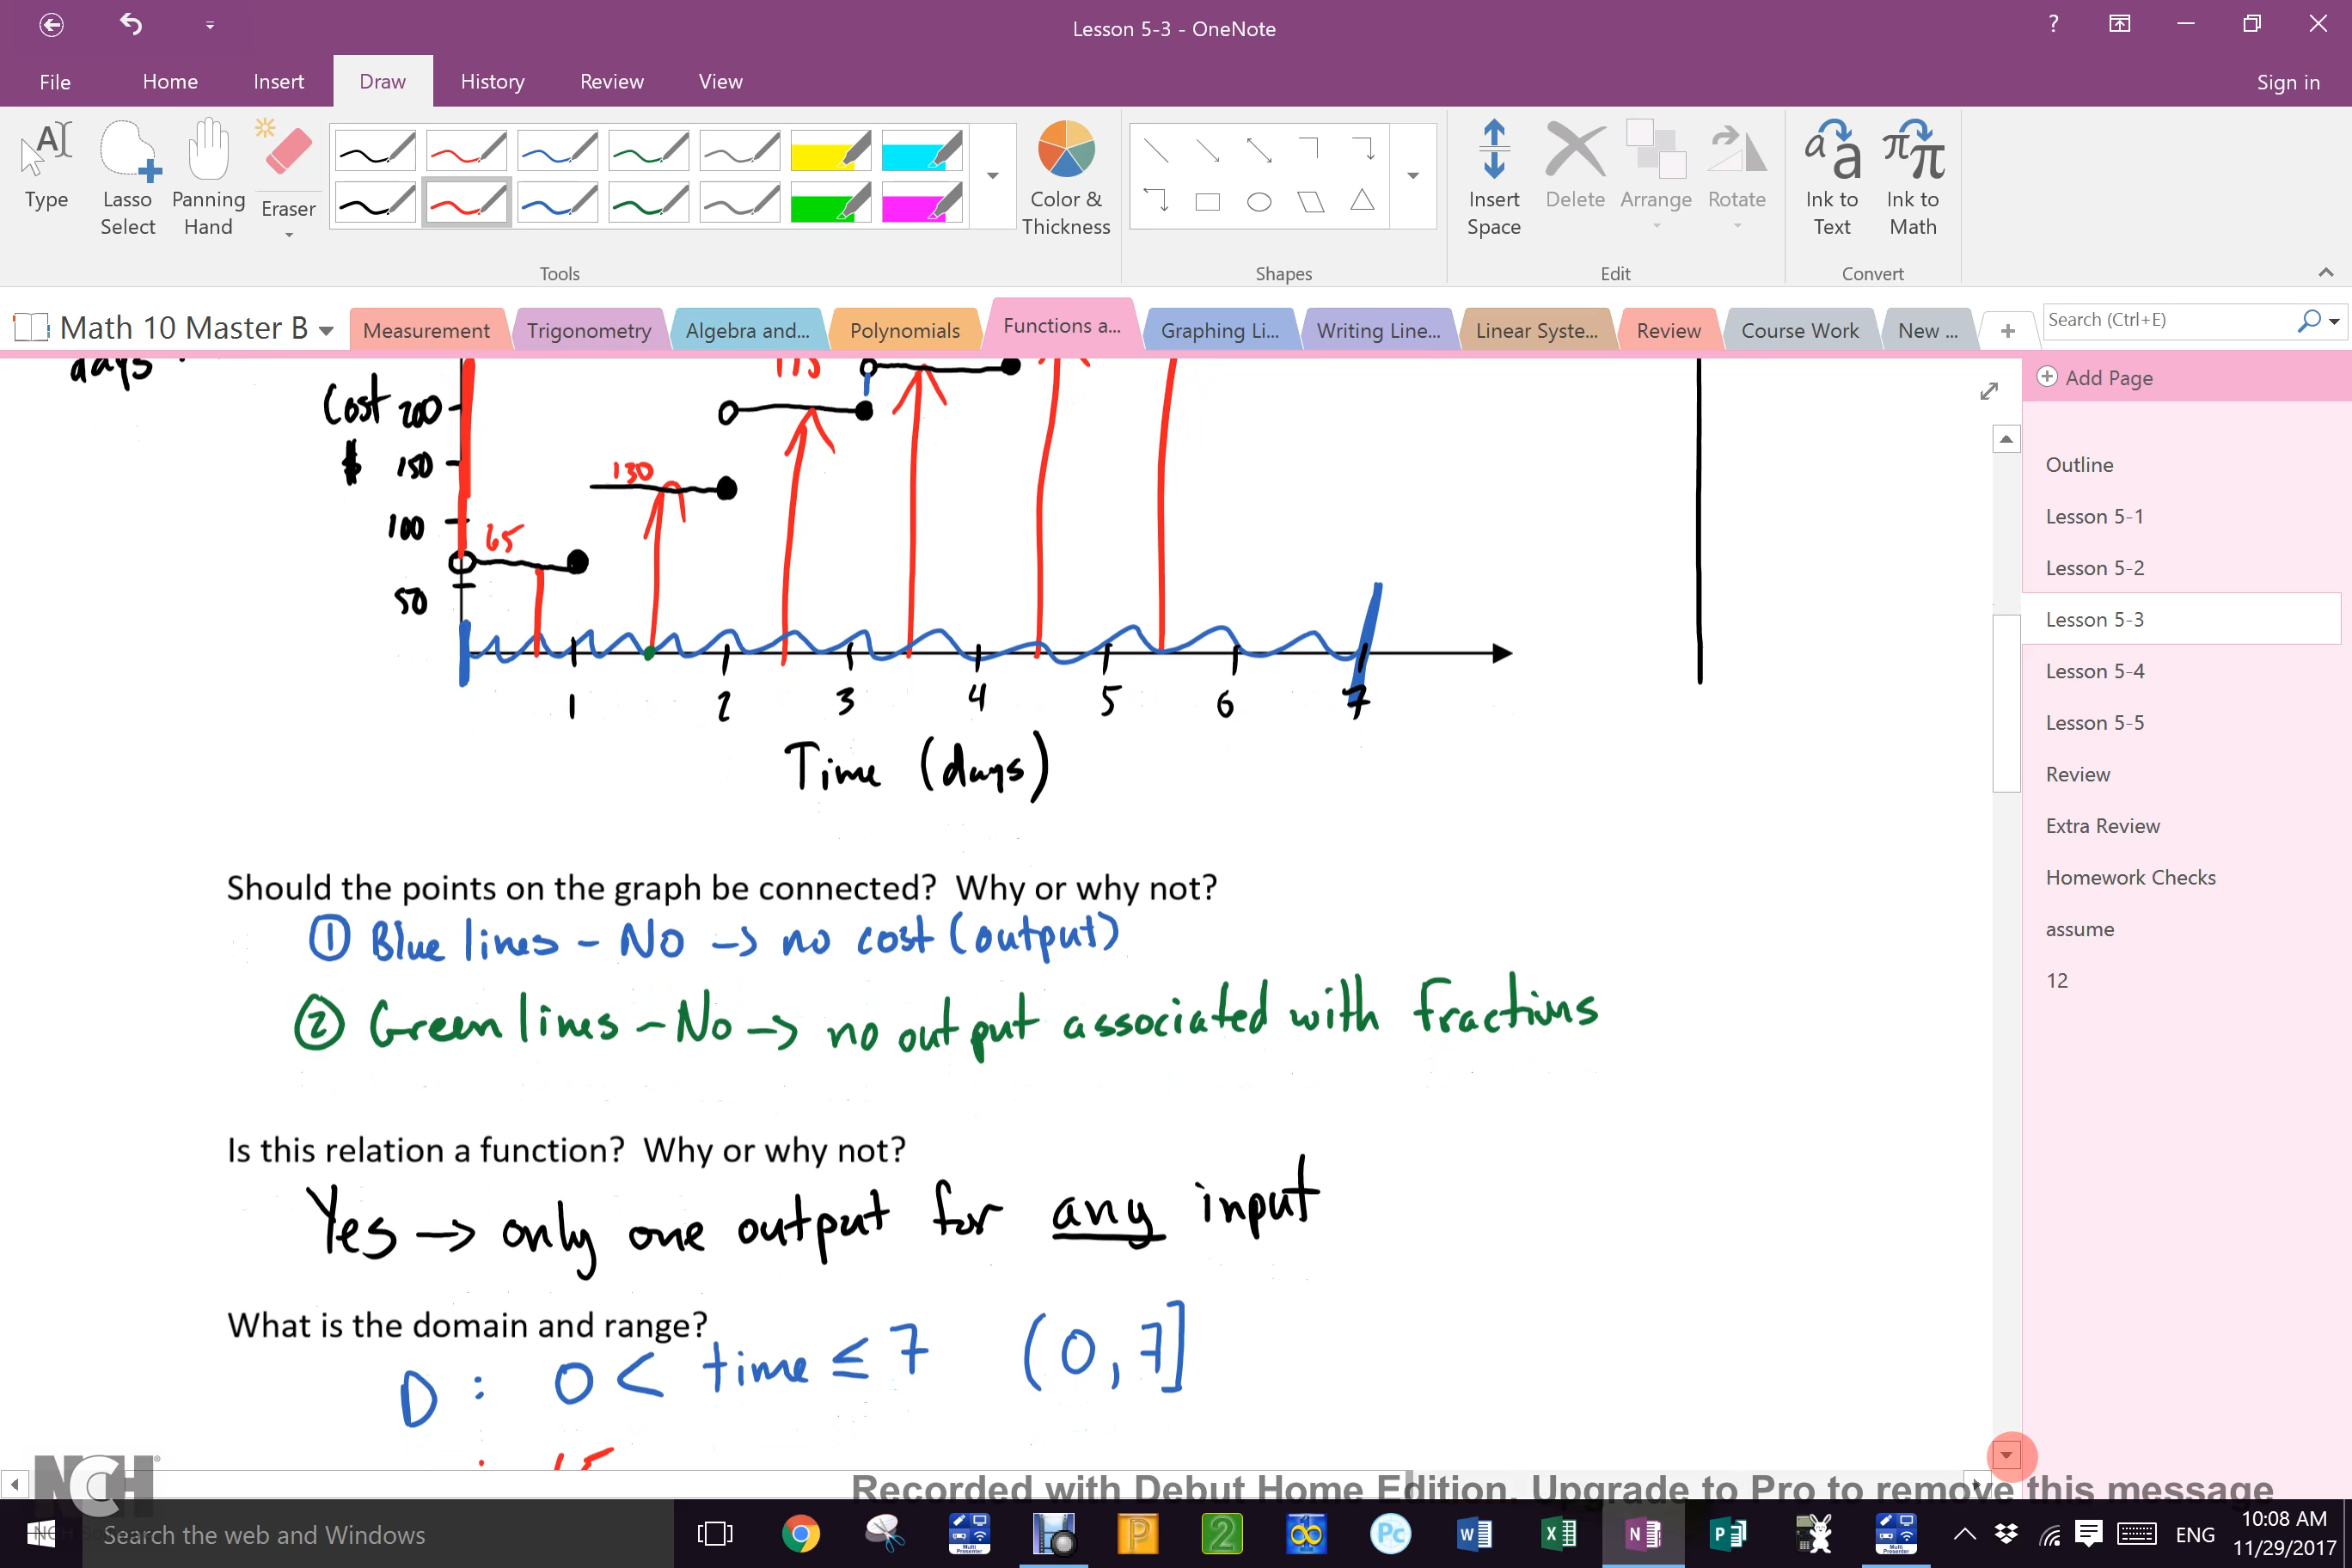 Lesson 5-3 - OneNote
?
File Home Insert Draw History Review View Sign in
Type
Lasso Select
Panning Hand
Eraser
Color & Thickness
Insert Space
Delete
Arrange
Rotate
Ink to Text
Ink to Math
Tools Shapes Edit Convert
Math 10 Master B
Measurement Trigonometry Algebra and... Polynomials Functions a... Graphing Li... Writing Line... Linear Syste... Review Course Work New ... +
Search (Ctrl+E)
Add Page
Outline
Lesson 5-1
Lesson 5-2
Lesson 5-3
Lesson 5-4
Lesson 5-5
Review
Extra Review
Homework Checks
assume
12
days
Cost 200
$ 150
130
100
65
50
1 2 3 4 5 6 7
Time (days)
Should the points on the graph be connected? Why or why not?
① Blue lines - No → no cost (output)
② Green lines - No → no output associated with fractions
Is this relation a function? Why or why not?
Yes → only one output for any input
What is the domain and range?
D : 0 < time ≤ 7 (0, 7]
NCH
Recorded with Debut Home Edition. Upgrade to Pro to remove this message
Search the web and Windows
ENG
10:08 AM
11/29/2017